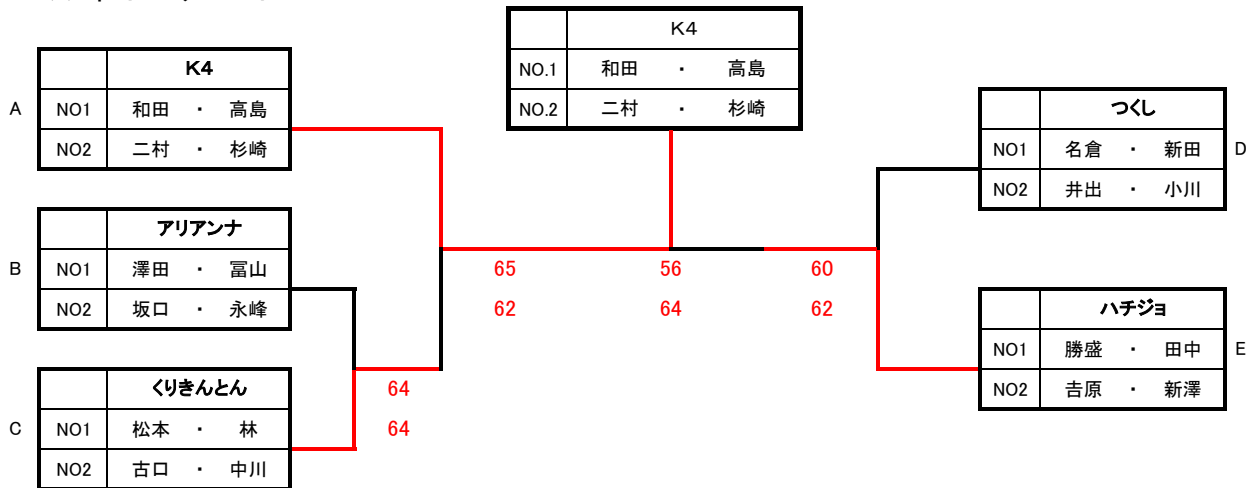 K4
NO.1 和田 ・ 高島
NO.2 二村 ・ 杉崎
K4
A NO1 和田 ・ 高島
NO2 二村 ・ 杉崎
アリアンナ
B NO1 澤田 ・ 冨山
NO2 坂口 ・ 永峰
くりきんとん
C NO1 松本 ・ 林
NO2 古口 ・ 中川
つくし
NO1 名倉 ・ 新田 D
NO2 井出 ・ 小川
ハチジョ
NO1 勝盛 ・ 田中 E
NO2 吉原 ・ 新澤
65 56 60
62 64 62
64
64